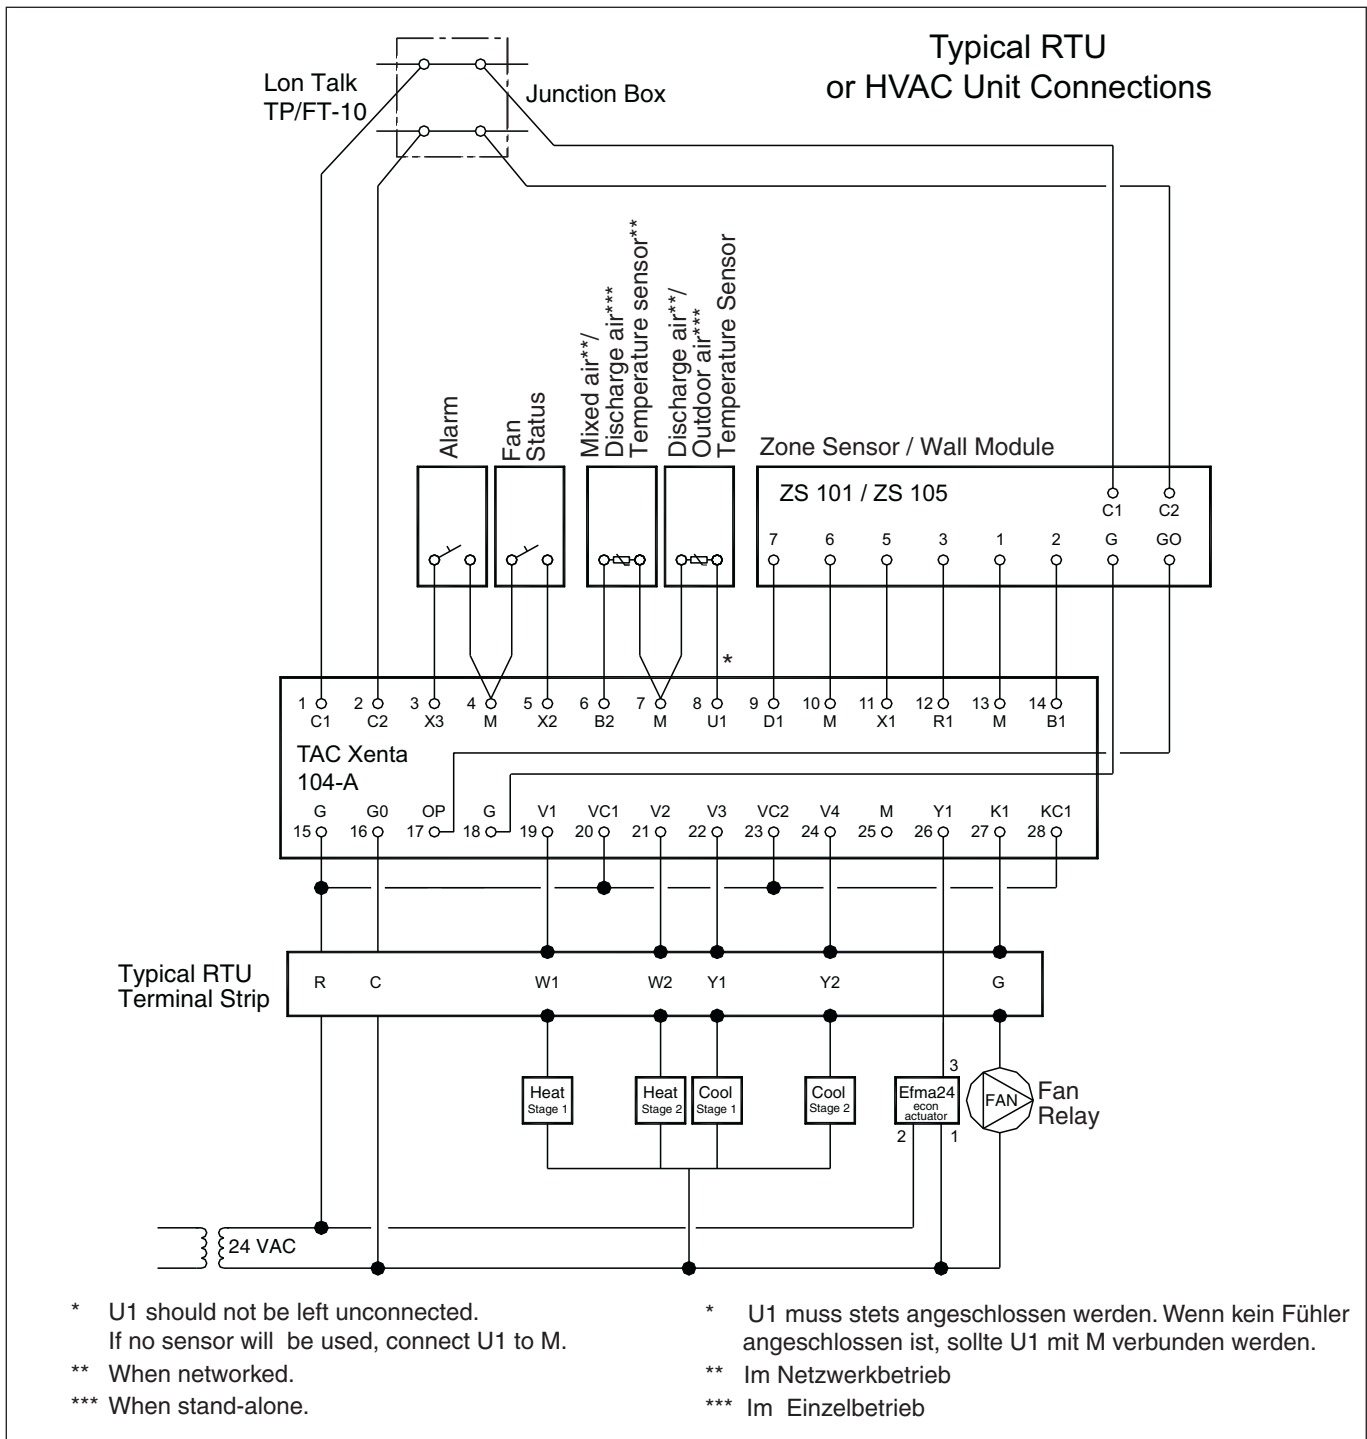 Typical RTU
or HVAC Unit Connections
Lon Talk
TP/FT-10
Junction Box
Alarm
Fan
Status
Mixed air**/
Discharge air***
Temperature sensor**
Discharge air**/
Outdoor air***
Temperature Sensor
Zone Sensor / Wall Module
ZS 101 / ZS 105
C1 C2
7 6 5 3 1 2 G GO
*
1 2 3 4 5 6 7 8 9 10 11 12 13 14
C1 C2 X3 M X2 B2 M U1 D1 M X1 R1 M B1
TAC Xenta
104-A
G G0 OP G V1 VC1 V2 V3 VC2 V4 M Y1 K1 KC1
15 16 17 18 19 20 21 22 23 24 25 26 27 28
Typical RTU
Terminal Strip
R C W1 W2 Y1 Y2 G
3
Heat
Stage 1
Heat
Stage 2
Cool
Stage 1
Cool
Stage 2
Efma24
econ
actuator
2 1
FAN
Fan
Relay
24 VAC
* U1 should not be left unconnected.
If no sensor will be used, connect U1 to M.
** When networked.
*** When stand-alone.
* U1 muss stets angeschlossen werden. Wenn kein Fühler
angeschlossen ist, sollte U1 mit M verbunden werden.
** Im Netzwerkbetrieb
*** Im Einzelbetrieb